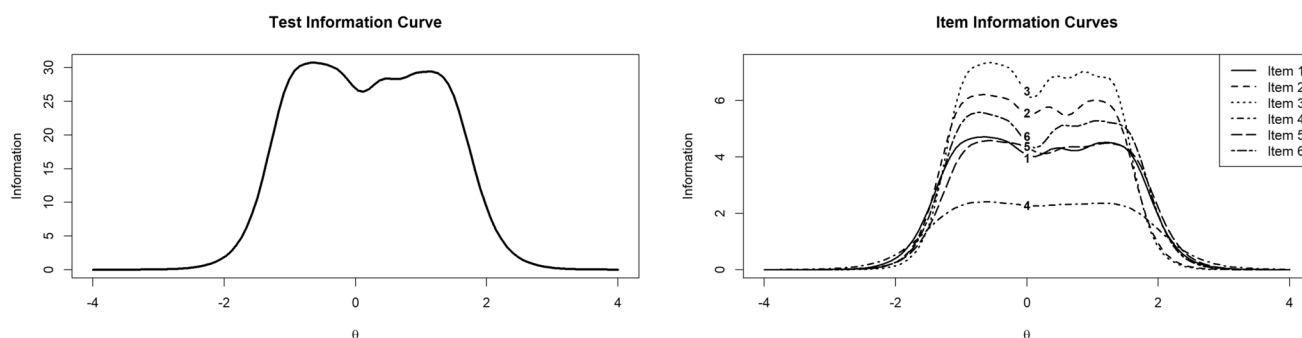 Test Information Curve
Information
0
5
10
15
20
25
30
-4
-2
0
2
4
θ
Item Information Curves
Information
0
2
4
6
-4
-2
0
2
4
θ
3
2
6
5
1
4
Item 1
Item 2
Item 3
Item 4
Item 5
Item 6